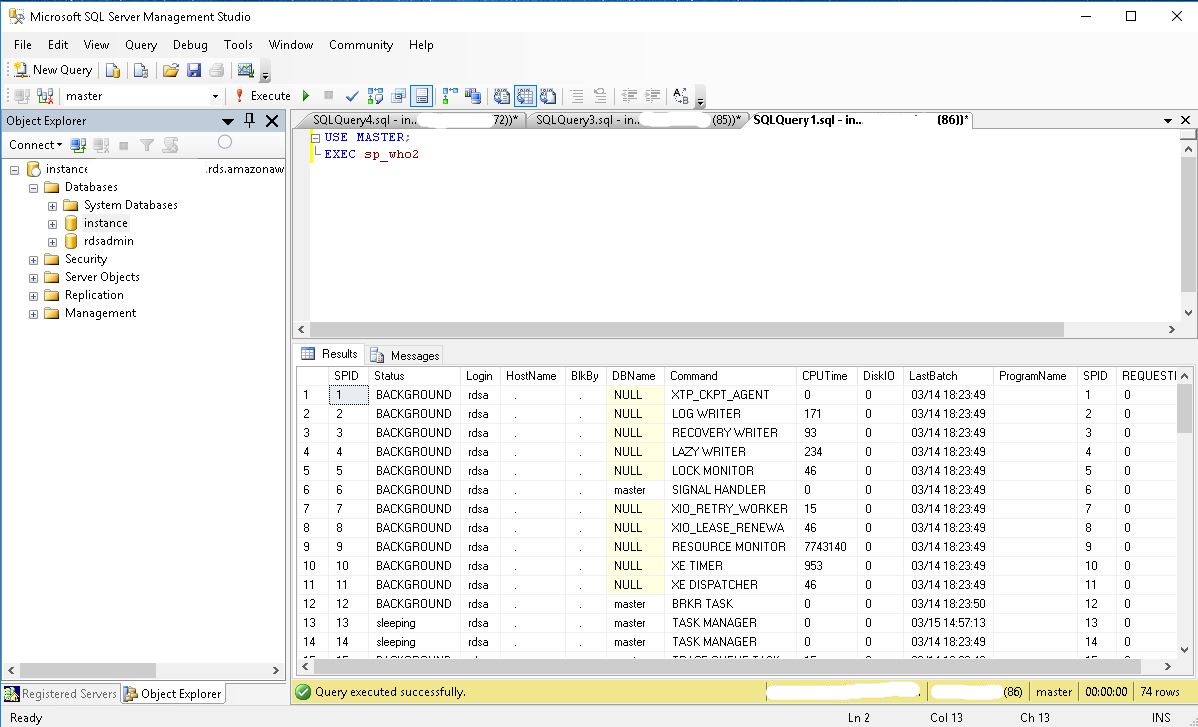 Microsoft SQL Server Management Studio
File Edit View Query Debug Tools Window Community Help
New Query
master Execute
Object Explorer
Connect
instance .rds.amazonaw
Databases
System Databases
instance
rdsadmin
Security
Server Objects
Replication
Management
SQLQuery4.sql - in... 72))* SQLQuery3.sql - in... (85))* SQLQuery1.sql - in... (86))*
USE MASTER;
EXEC sp_who2
Results Messages
SPID Status Login HostName BlkBy DBName Command CPUTime DiskIO LastBatch ProgramName SPID REQUESTI
1 1 BACKGROUND rdsa . . NULL XTP_CKPT_AGENT 0 0 03/14 18:23:49 1 0
2 2 BACKGROUND rdsa . . NULL LOG WRITER 171 0 03/14 18:23:49 2 0
3 3 BACKGROUND rdsa . . NULL RECOVERY WRITER 93 0 03/14 18:23:49 3 0
4 4 BACKGROUND rdsa . . NULL LAZY WRITER 234 0 03/14 18:23:49 4 0
5 5 BACKGROUND rdsa . . NULL LOCK MONITOR 46 0 03/14 18:23:49 5 0
6 6 BACKGROUND rdsa . . master SIGNAL HANDLER 0 0 03/14 18:23:49 6 0
7 7 BACKGROUND rdsa . . NULL XIO_RETRY_WORKER 15 0 03/14 18:23:49 7 0
8 8 BACKGROUND rdsa . . NULL XIO_LEASE_RENEWA 46 0 03/14 18:23:49 8 0
9 9 BACKGROUND rdsa . . NULL RESOURCE MONITOR 7743140 0 03/14 18:23:49 9 0
10 10 BACKGROUND rdsa . . NULL XE TIMER 953 0 03/14 18:23:49 10 0
11 11 BACKGROUND rdsa . . NULL XE DISPATCHER 46 0 03/14 18:23:49 11 0
12 12 BACKGROUND rdsa . . master BRKR TASK 0 0 03/14 18:23:50 12 0
13 13 sleeping rdsa . . master TASK MANAGER 0 0 03/15 14:57:13 13 0
14 14 sleeping rdsa . . master TASK MANAGER 0 0 03/14 18:23:49 14 0
Registered Servers Object Explorer
Query executed successfully. (86) master 00:00:00 74 rows
Ready Ln 2 Col 13 Ch 13 INS